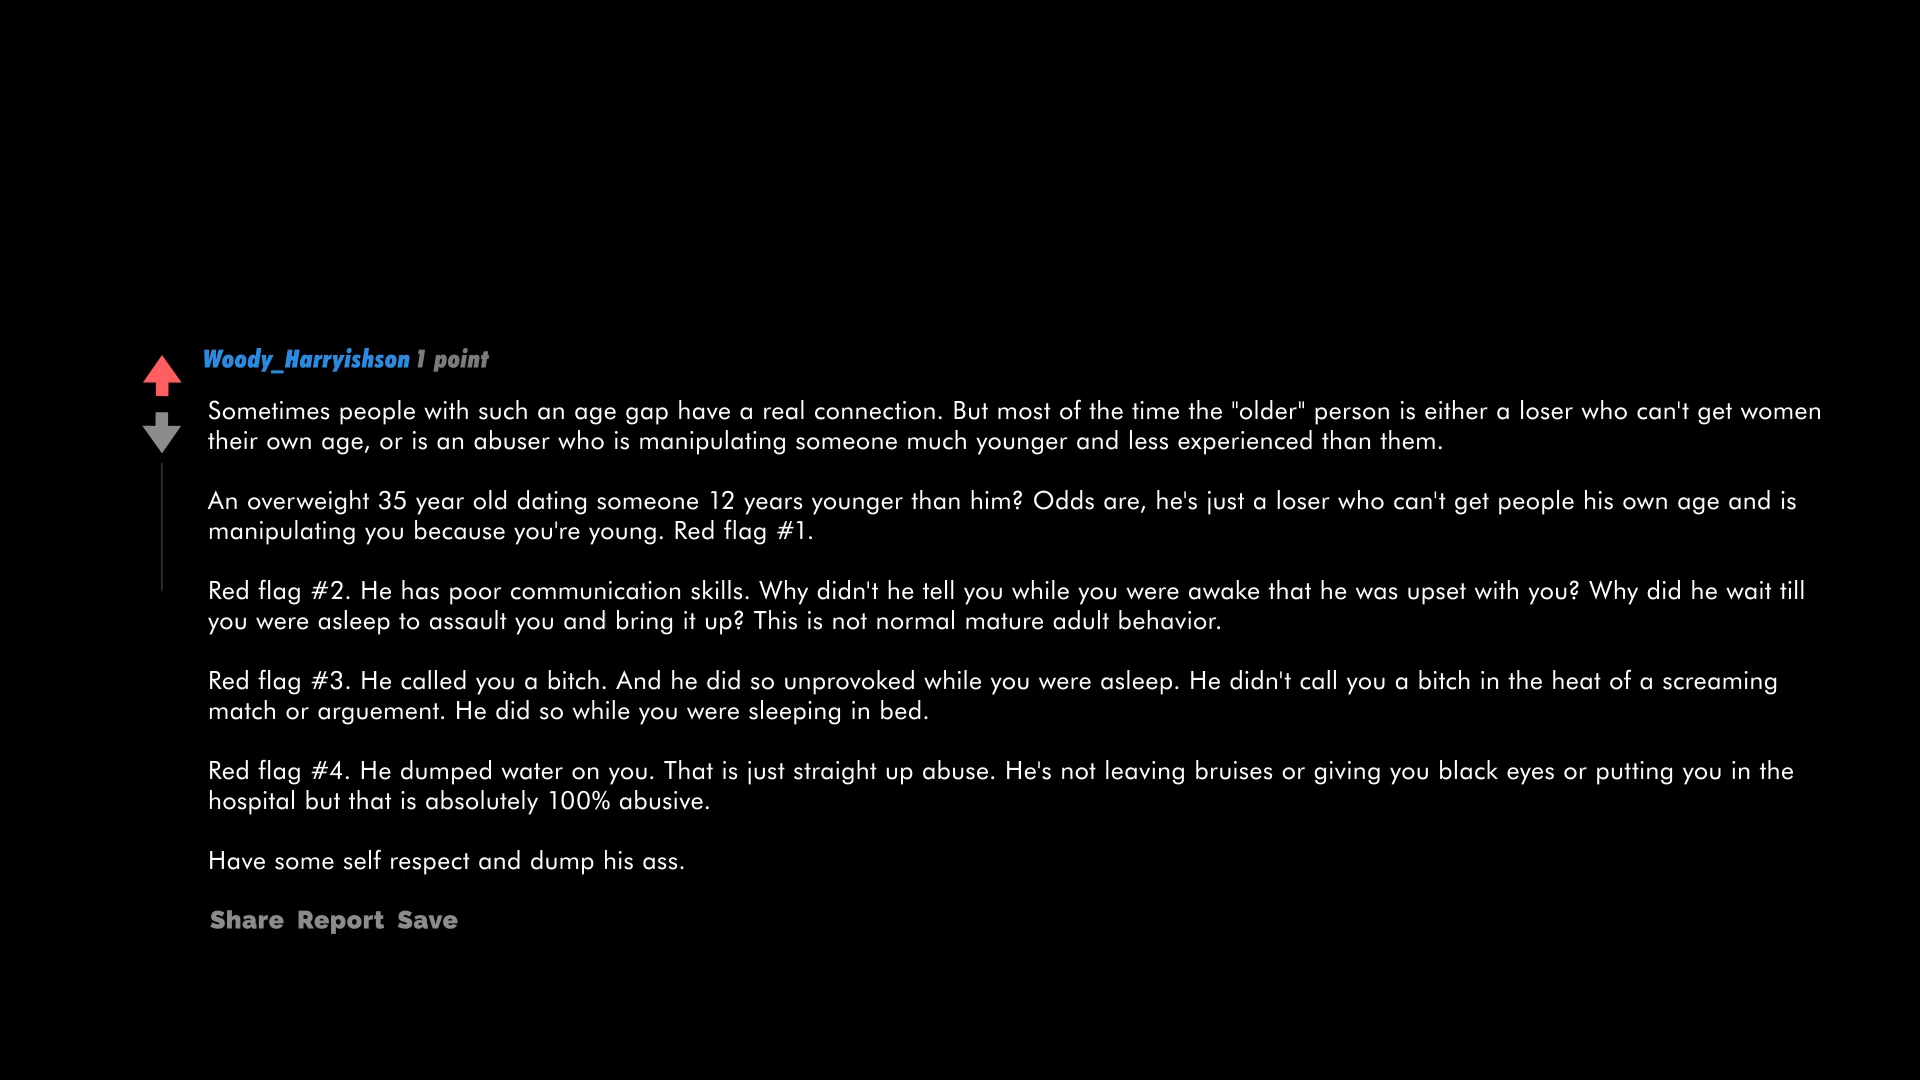 Woody_Harryishson 1 point
Sometimes people with such an age gap have a real connection. But most of the time the "older" person is either a loser who can't get women
their own age, or is an abuser who is manipulating someone much younger and less experienced than them.
An overweight 35 year old dating someone 12 years younger than him? Odds are, he's just a loser who can't get people his own age and is
manipulating you because you're young. Red flag #1.
Red flag #2. He has poor communication skills. Why didn't he tell you while you were awake that he was upset with you? Why did he wait till
you were asleep to assault you and bring it up? This is not normal mature adult behavior.
Red flag #3. He called you a bitch. And he did so unprovoked while you were asleep. He didn't call you a bitch in the heat of a screaming
match or arguement. He did so while you were sleeping in bed.
Red flag #4. He dumped water on you. That is just straight up abuse. He's not leaving bruises or giving you black eyes or putting you in the
hospital but that is absolutely 100% abusive.
Have some self respect and dump his ass.
Share Report Save